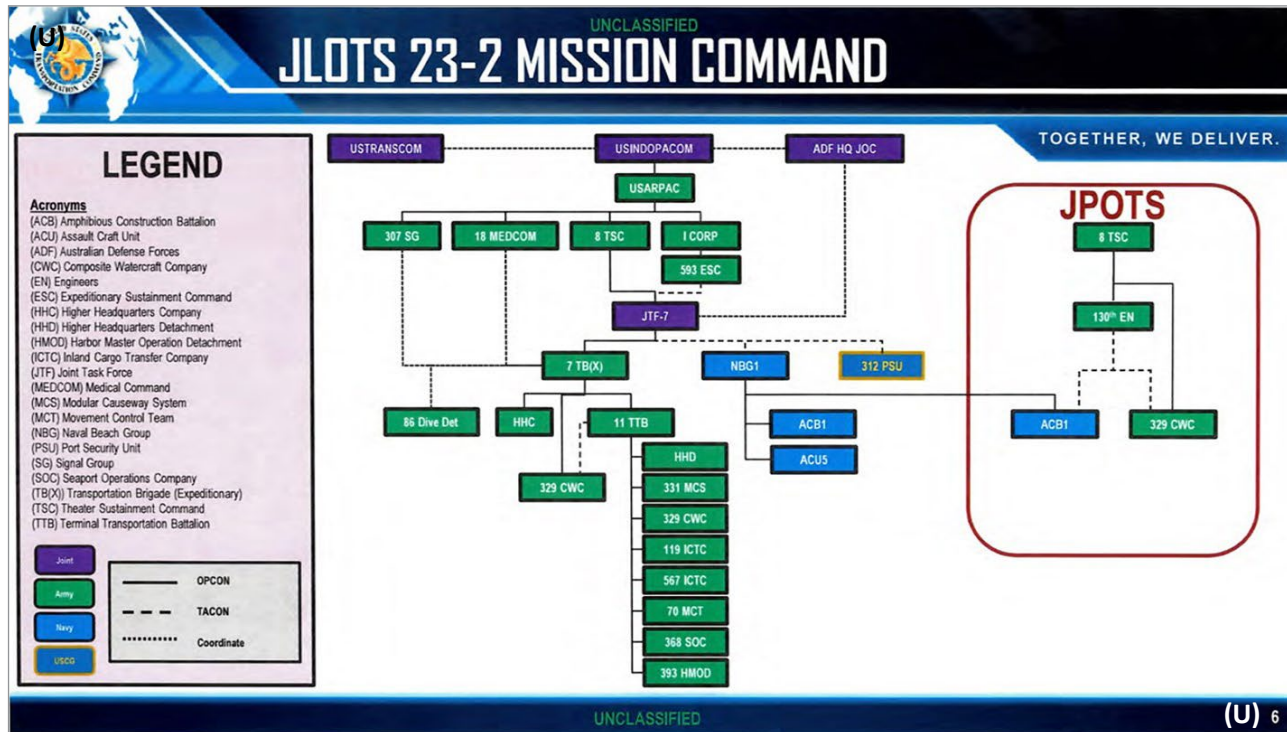 (U)
UNCLASSIFIED
JLOTS 23-2 MISSION COMMAND
TOGETHER, WE DELIVER.
LEGEND
Acronyms
(ACB) Amphibious Construction Battalion
(ACU) Assault Craft Unit
(ADF) Australian Defense Forces
(CWC) Composite Watercraft Company
(EN) Engineers
(ESC) Expeditionary Sustainment Command
(HHC) Higher Headquarters Company
(HHD) Higher Headquarters Detachment
(HMOD) Harbor Master Operation Detachment
(ICTC) Inland Cargo Transfer Company
(JTF) Joint Task Force
(MEDCOM) Medical Command
(MCS) Modular Causeway System
(MCT) Movement Control Team
(NBG) Naval Beach Group
(PSU) Port Security Unit
(SG) Signal Group
(SOC) Seaport Operations Company
(TB(X)) Transportation Brigade (Expeditionary)
(TSC) Theater Sustainment Command
(TTB) Terminal Transportation Battalion
Joint
Army
Navy
USCG
OPCON
TACON
Coordinate
USTRANSCOM
USINDOPACOM
ADF HQ JOC
USARPAC
307 SG
18 MEDCOM
8 TSC
I CORP
593 ESC
JTF-7
7 TB(X)
NBG1
312 PSU
86 Dive Det
HHC
11 TTB
ACB1
ACU5
329 CWC
HHD
331 MCS
329 CWC
119 ICTC
567 ICTC
70 MCT
368 SOC
393 HMOD
JPOTS
8 TSC
130th EN
ACB1
329 CWC
UNCLASSIFIED
(U) 6